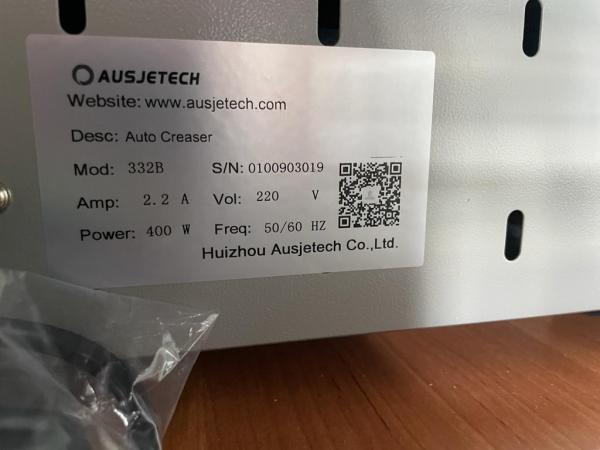 AUSJETECH
Website: www.ausjetech.com
Desc: Auto Creaser
Mod: 332B S/N: 0100903019
Amp: 2.2 A Vol: 220 V
Power: 400 W Freq: 50/60 HZ
Huizhou Ausjetech Co.,Ltd.